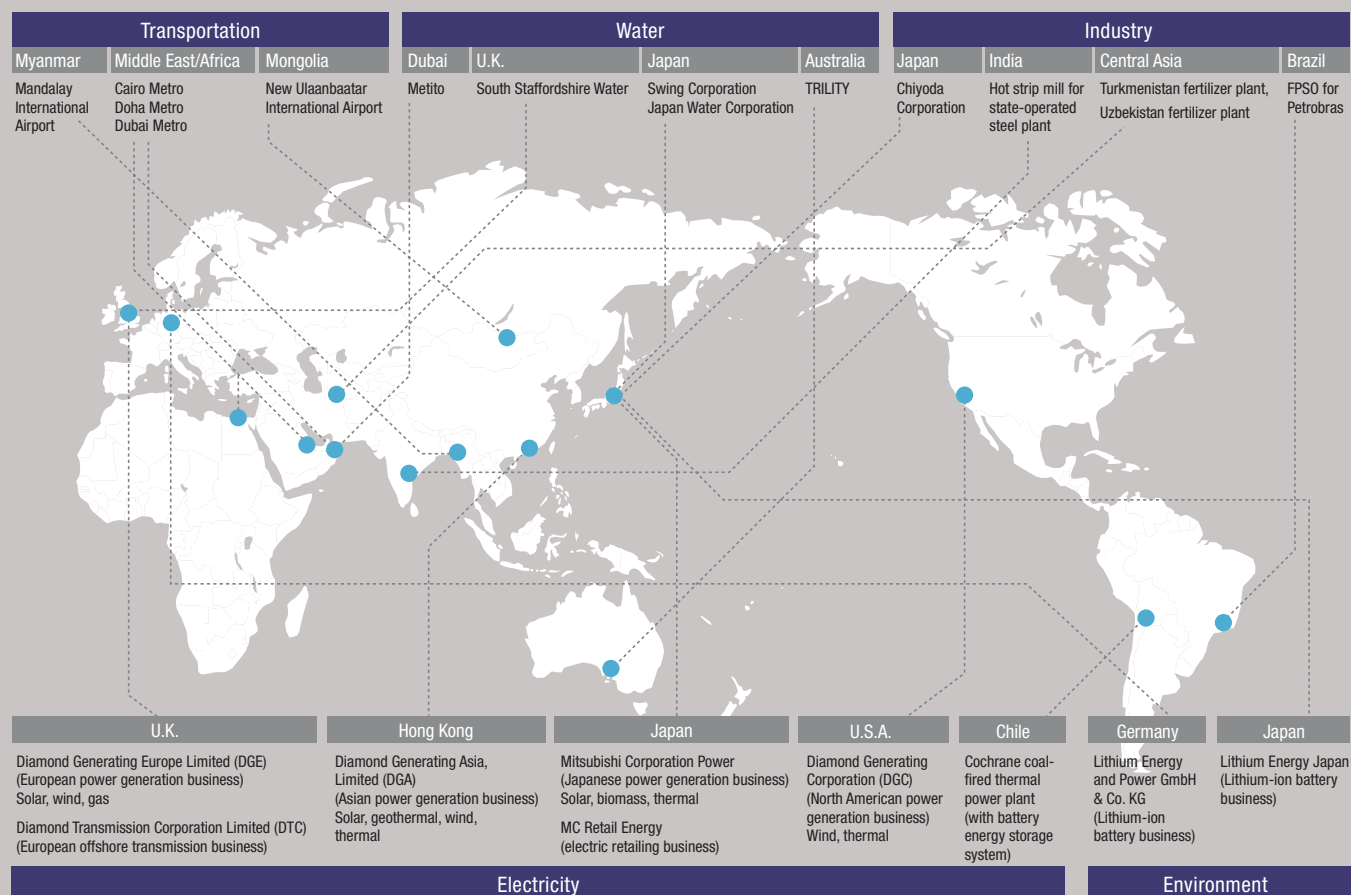 Transportation
Myanmar
Mandalay
International
Airport
Middle East/Africa
Cairo Metro
Doha Metro
Dubai Metro
Mongolia
New Ulaanbaatar
International Airport
Water
Dubai
Metito
U.K.
South Staffordshire Water
Japan
Swing Corporation
Japan Water Corporation
Australia
TRILITY
Industry
Japan
Chiyoda
Corporation
India
Hot strip mill for
state-operated
steel plant
Central Asia
Turkmenistan fertilizer plant,
Uzbekistan fertilizer plant
Brazil
FPSO for
Petrobras
U.K.
Diamond Generating Europe Limited (DGE)
(European power generation business)
Solar, wind, gas
Diamond Transmission Corporation Limited (DTC)
(European offshore transmission business)
Hong Kong
Diamond Generating Asia,
Limited (DGA)
(Asian power generation business)
Solar, geothermal, wind,
thermal
Japan
Mitsubishi Corporation Power
(Japanese power generation business)
Solar, biomass, thermal
MC Retail Energy
(electric retailing business)
U.S.A.
Diamond Generating
Corporation (DGC)
(North American power
generation business)
Wind, thermal
Chile
Cochrane coal-
fired thermal
power plant
(with battery
energy storage
system)
Germany
Lithium Energy
and Power GmbH
& Co. KG
(Lithium-ion
battery business)
Japan
Lithium Energy Japan
(Lithium-ion battery
business)
Electricity
Environment